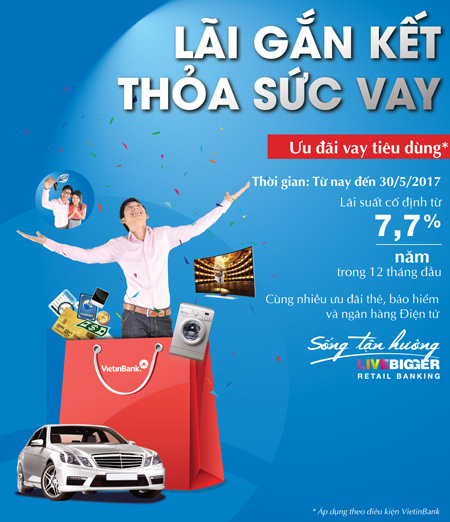 LÃI GẮN KẾT
THỎA SỨC VAY
Ưu đãi vay tiêu dùng*
Thời gian: Từ nay đến 30/5/2017
Lãi suất cố định từ
7,7%
năm
trong 12 tháng đầu
Cùng nhiều ưu đãi thẻ, bảo hiểm
và ngân hàng Điện tử
Sống tận hưởng
LIVEBIGGER
RETAIL BANKING
VietinBank
* Áp dụng theo điều kiện VietinBank